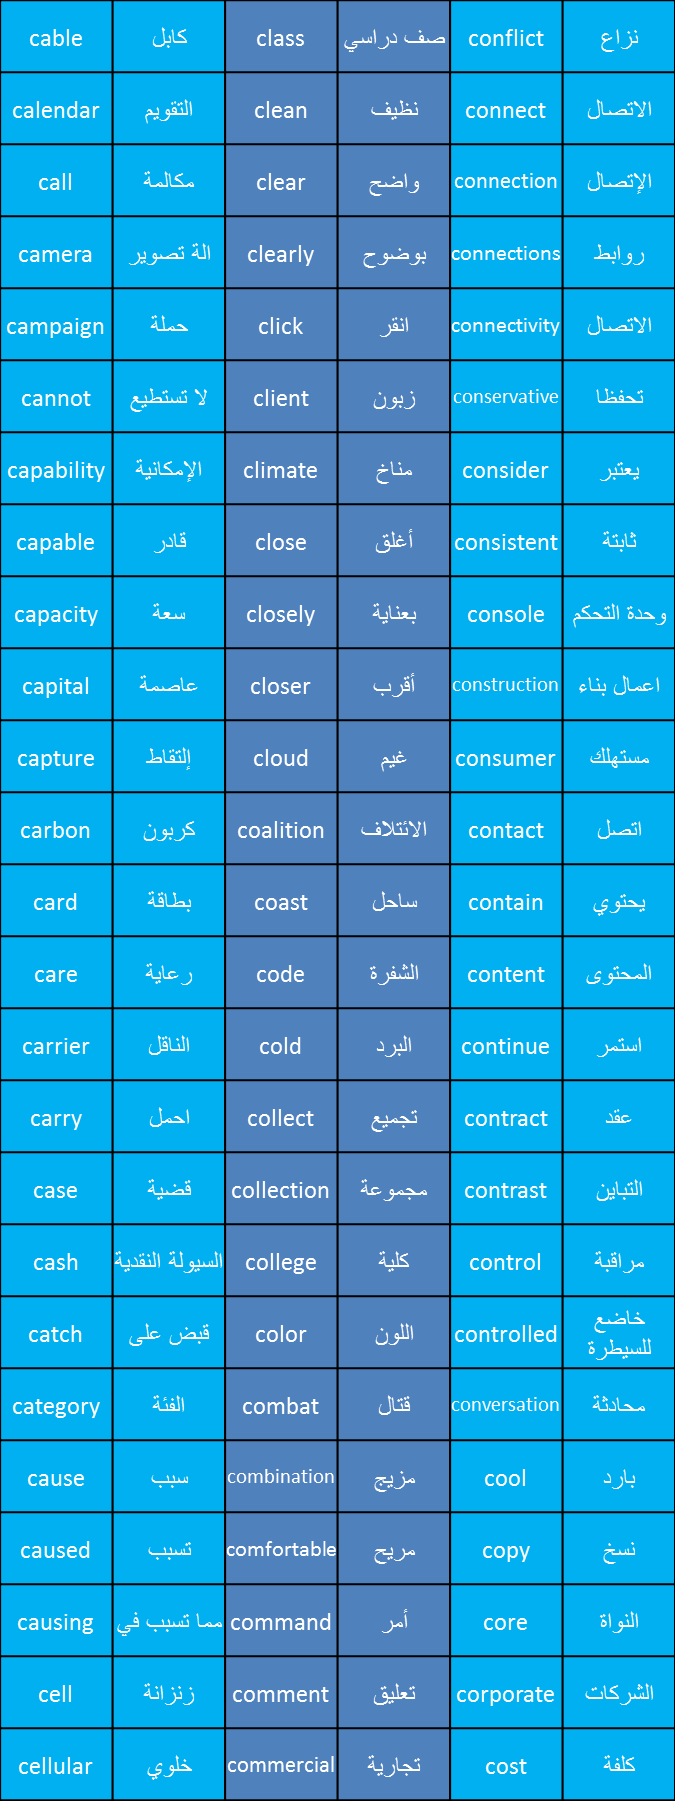 cable كابل class صف دراسي conflict نزاع
calendar التقويم clean نظيف connect الاتصال
call مكالمة clear واضح connection الإتصال
camera الة تصوير clearly بوضوح connections روابط
campaign حملة click انقر connectivity الاتصال
cannot لا تستطيع client زبون conservative تحفظا
capability الإمكانية climate مناخ consider يعتبر
capable قادر close أغلق consistent ثابتة
capacity سعة closely بعناية console وحدة التحكم
capital عاصمة closer أقرب construction اعمال بناء
capture إلتقاط cloud غيم consumer مستهلك
carbon كربون coalition الائتلاف contact اتصل
card بطاقة coast ساحل contain يحتوي
care رعاية code الشفرة content المحتوى
carrier الناقل cold البرد continue استمر
carry احمل collect تجميع contract عقد
case قضية collection مجموعة contrast التباين
cash السيولة النقدية college كلية control مراقبة
catch قبض على color اللون controlled خاضع
للسيطرة
category الفئة combat قتال conversation محادثة
cause سبب combination مزيج cool بارد
caused تسبب comfortable مريح copy نسخ
causing مما تسبب في command أمر core النواة
cell زنزانة comment تعليق corporate الشركات
cellular خلوي commercial تجارية cost كلفة